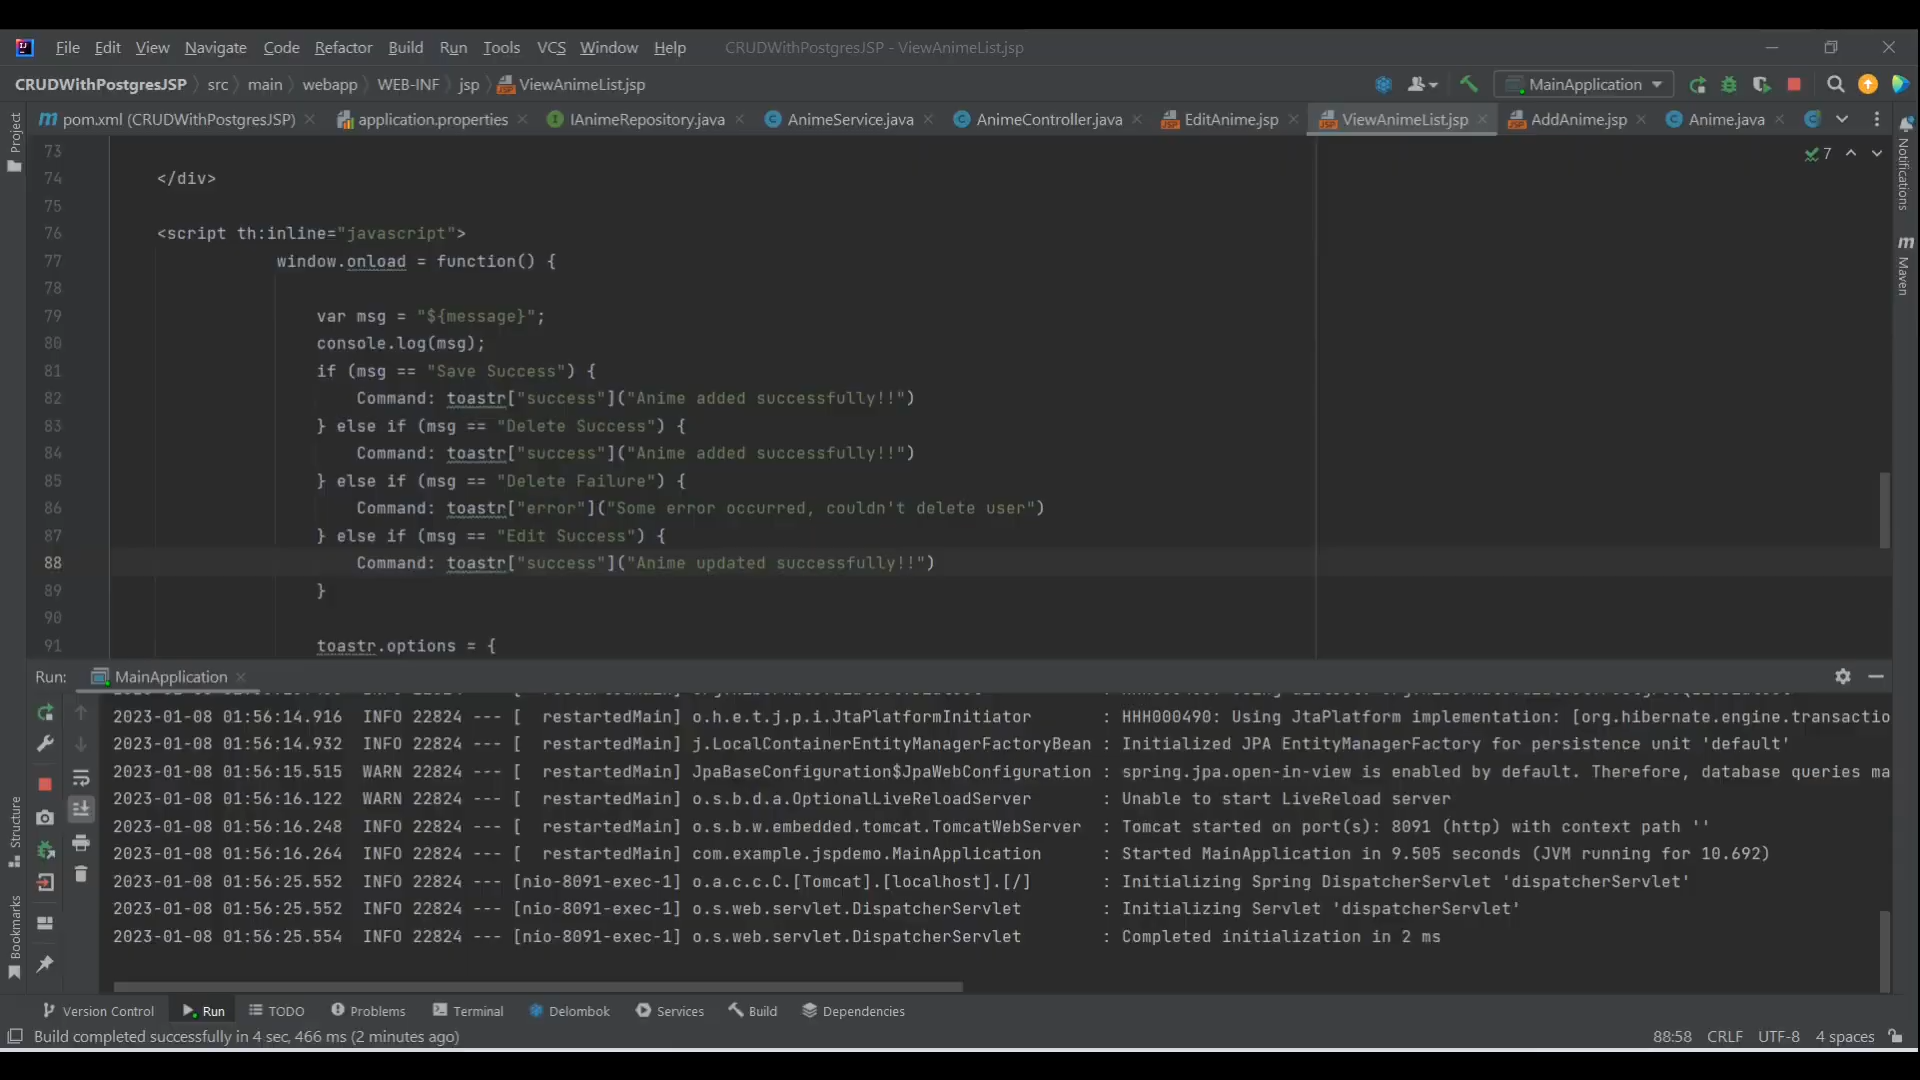 File Edit View Navigate Code Refactor Build Run Tools VCS Window Help CRUDWithPostgresJSP - ViewAnimeList.jsp
CRUDWithPostgresJSP src main webapp WEB-INF jsp ViewAnimeList.jsp MainApplication
pom.xml (CRUDWithPostgresJSP) application.properties IAnimeRepository.java AnimeService.java AnimeController.java EditAnime.jsp ViewAnimeList.jsp AddAnime.jsp Anime.java
Project
Notifications
Maven
7
73
74 </div>
75
76 <script th:inline="javascript">
77 window.onload = function() {
78
79 var msg = "${message}";
80 console.log(msg);
81 if (msg == "Save Success") {
82 Command: toastr["success"]("Anime added successfully!!")
83 } else if (msg == "Delete Success") {
84 Command: toastr["success"]("Anime added successfully!!")
85 } else if (msg == "Delete Failure") {
86 Command: toastr["error"]("Some error occurred, couldn't delete user")
87 } else if (msg == "Edit Success") {
88 Command: toastr["success"]("Anime updated successfully!!")
89 }
90
91 toastr.options = {
Run: MainApplication
2023-01-08 01:56:14.916 INFO 22824 --- [ restartedMain] o.h.e.t.j.p.i.JtaPlatformInitiator : HHH000490: Using JtaPlatform implementation: [org.hibernate.engine.transactio
2023-01-08 01:56:14.932 INFO 22824 --- [ restartedMain] j.LocalContainerEntityManagerFactoryBean : Initialized JPA EntityManagerFactory for persistence unit 'default'
2023-01-08 01:56:15.515 WARN 22824 --- [ restartedMain] JpaBaseConfiguration$JpaWebConfiguration : spring.jpa.open-in-view is enabled by default. Therefore, database queries ma
2023-01-08 01:56:16.122 WARN 22824 --- [ restartedMain] o.s.b.d.a.OptionalLiveReloadServer : Unable to start LiveReload server
2023-01-08 01:56:16.248 INFO 22824 --- [ restartedMain] o.s.b.w.embedded.tomcat.TomcatWebServer : Tomcat started on port(s): 8091 (http) with context path ''
2023-01-08 01:56:16.264 INFO 22824 --- [ restartedMain] com.example.jspdemo.MainApplication : Started MainApplication in 9.505 seconds (JVM running for 10.692)
2023-01-08 01:56:25.552 INFO 22824 --- [nio-8091-exec-1] o.a.c.c.C.[Tomcat].[localhost].[/] : Initializing Spring DispatcherServlet 'dispatcherServlet'
2023-01-08 01:56:25.552 INFO 22824 --- [nio-8091-exec-1] o.s.web.servlet.DispatcherServlet : Initializing Servlet 'dispatcherServlet'
2023-01-08 01:56:25.554 INFO 22824 --- [nio-8091-exec-1] o.s.web.servlet.DispatcherServlet : Completed initialization in 2 ms
Structure
Bookmarks
Version Control Run TODO Problems Terminal Delombok Services Build Dependencies
Build completed successfully in 4 sec, 466 ms (2 minutes ago) 88:58 CRLF UTF-8 4 spaces